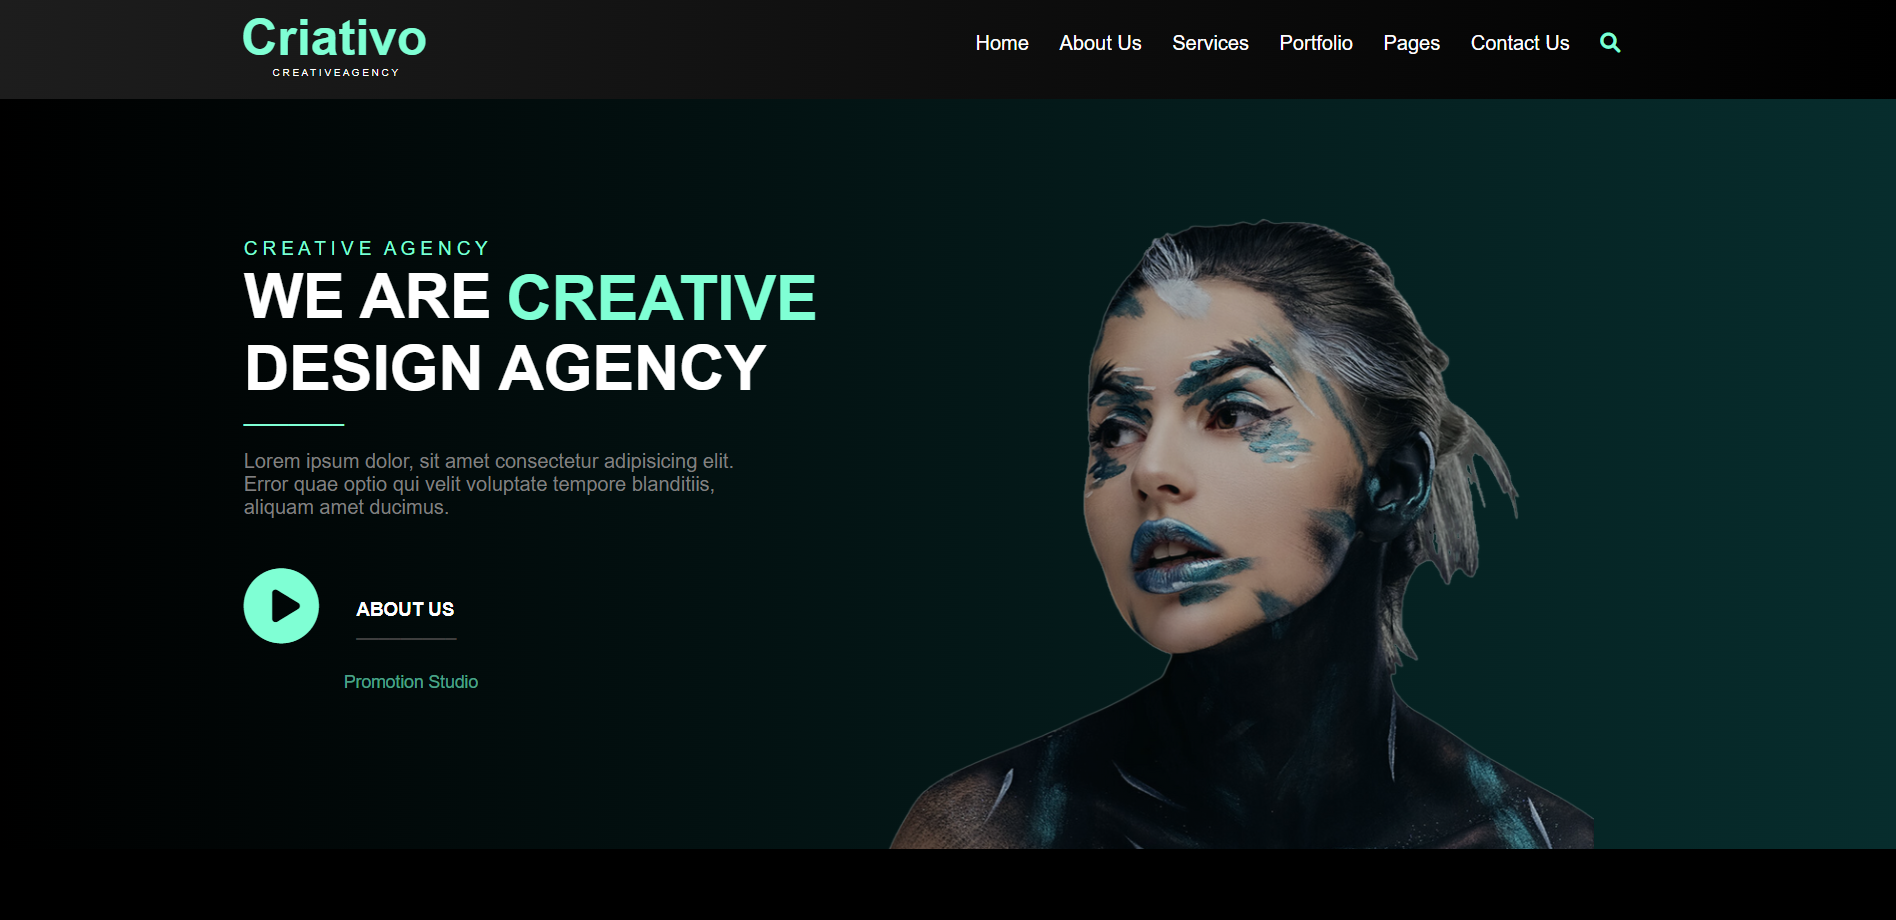 Criativo
CREATIVEAGENCY
Home About Us Services Portfolio Pages Contact Us
CREATIVE AGENCY
WE ARE CREATIVE
DESIGN AGENCY
Lorem ipsum dolor, sit amet consectetur adipisicing elit.
Error quae optio qui velit voluptate tempore blanditiis,
aliquam amet ducimus.
ABOUT US
Promotion Studio